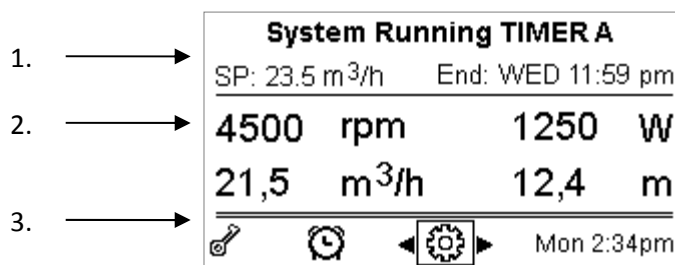 System Running TIMER A
1.
SP: 23.5 m³/h End: WED 11:59 pm
2.
4500 rpm 1250 W
21,5 m³/h 12,4 m
3.
Mon 2:34pm